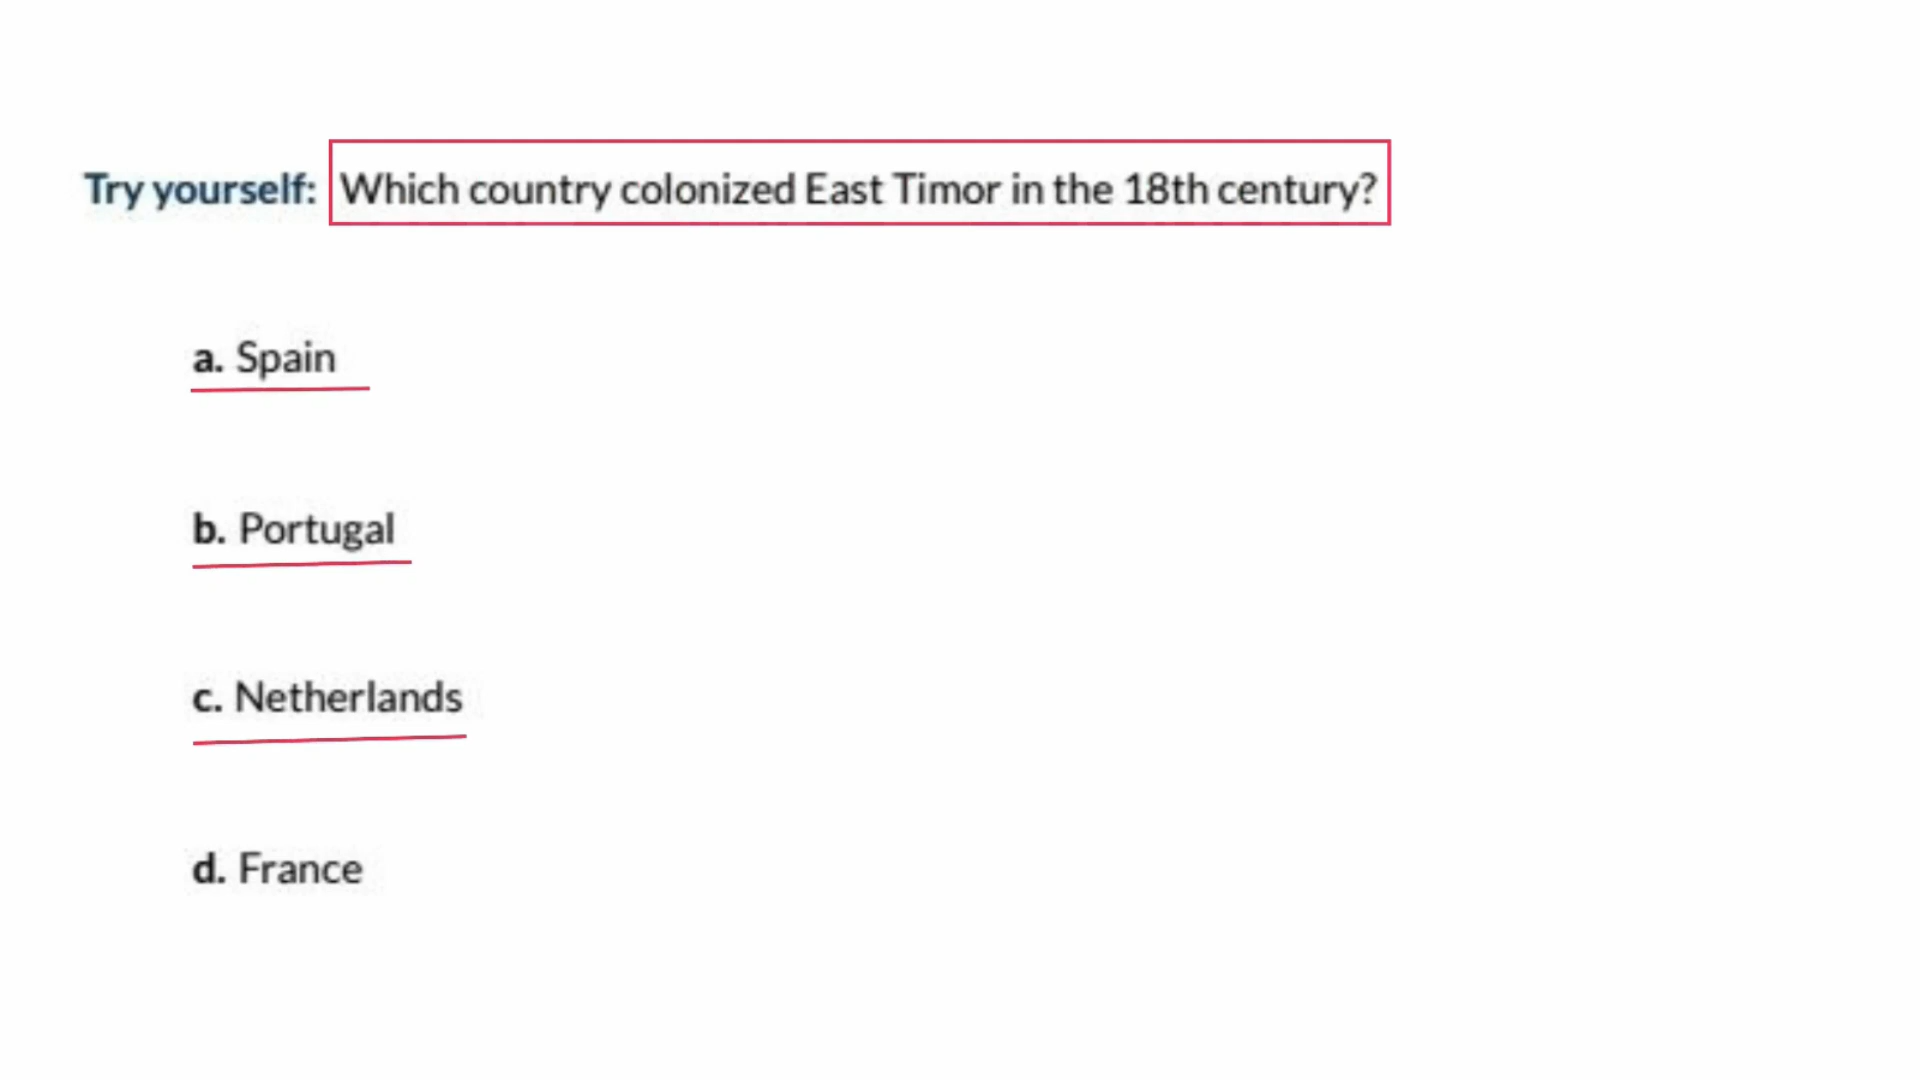 Try yourself: Which country colonized East Timor in the 18th century?
a. Spain
b. Portugal
c. Netherlands
d. France